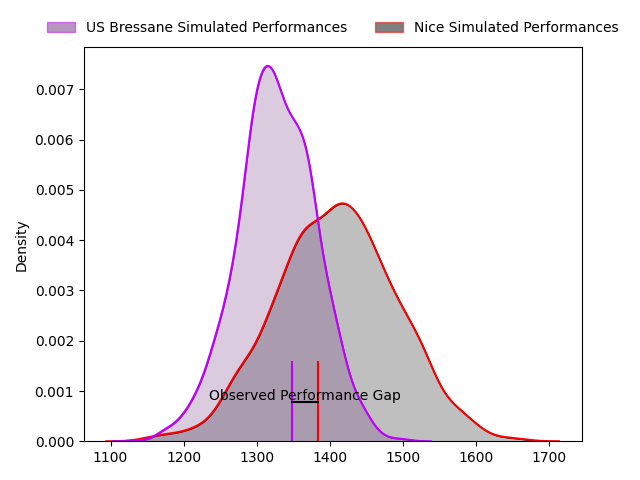 US Bressane Simulated Performances Nice Simulated Performances
0.007
0.006
0.005
0.004
0.003
0.002
0.001
0.000
Density
Observed Performance Gap
1100 1200 1300 1400 1500 1600 1700